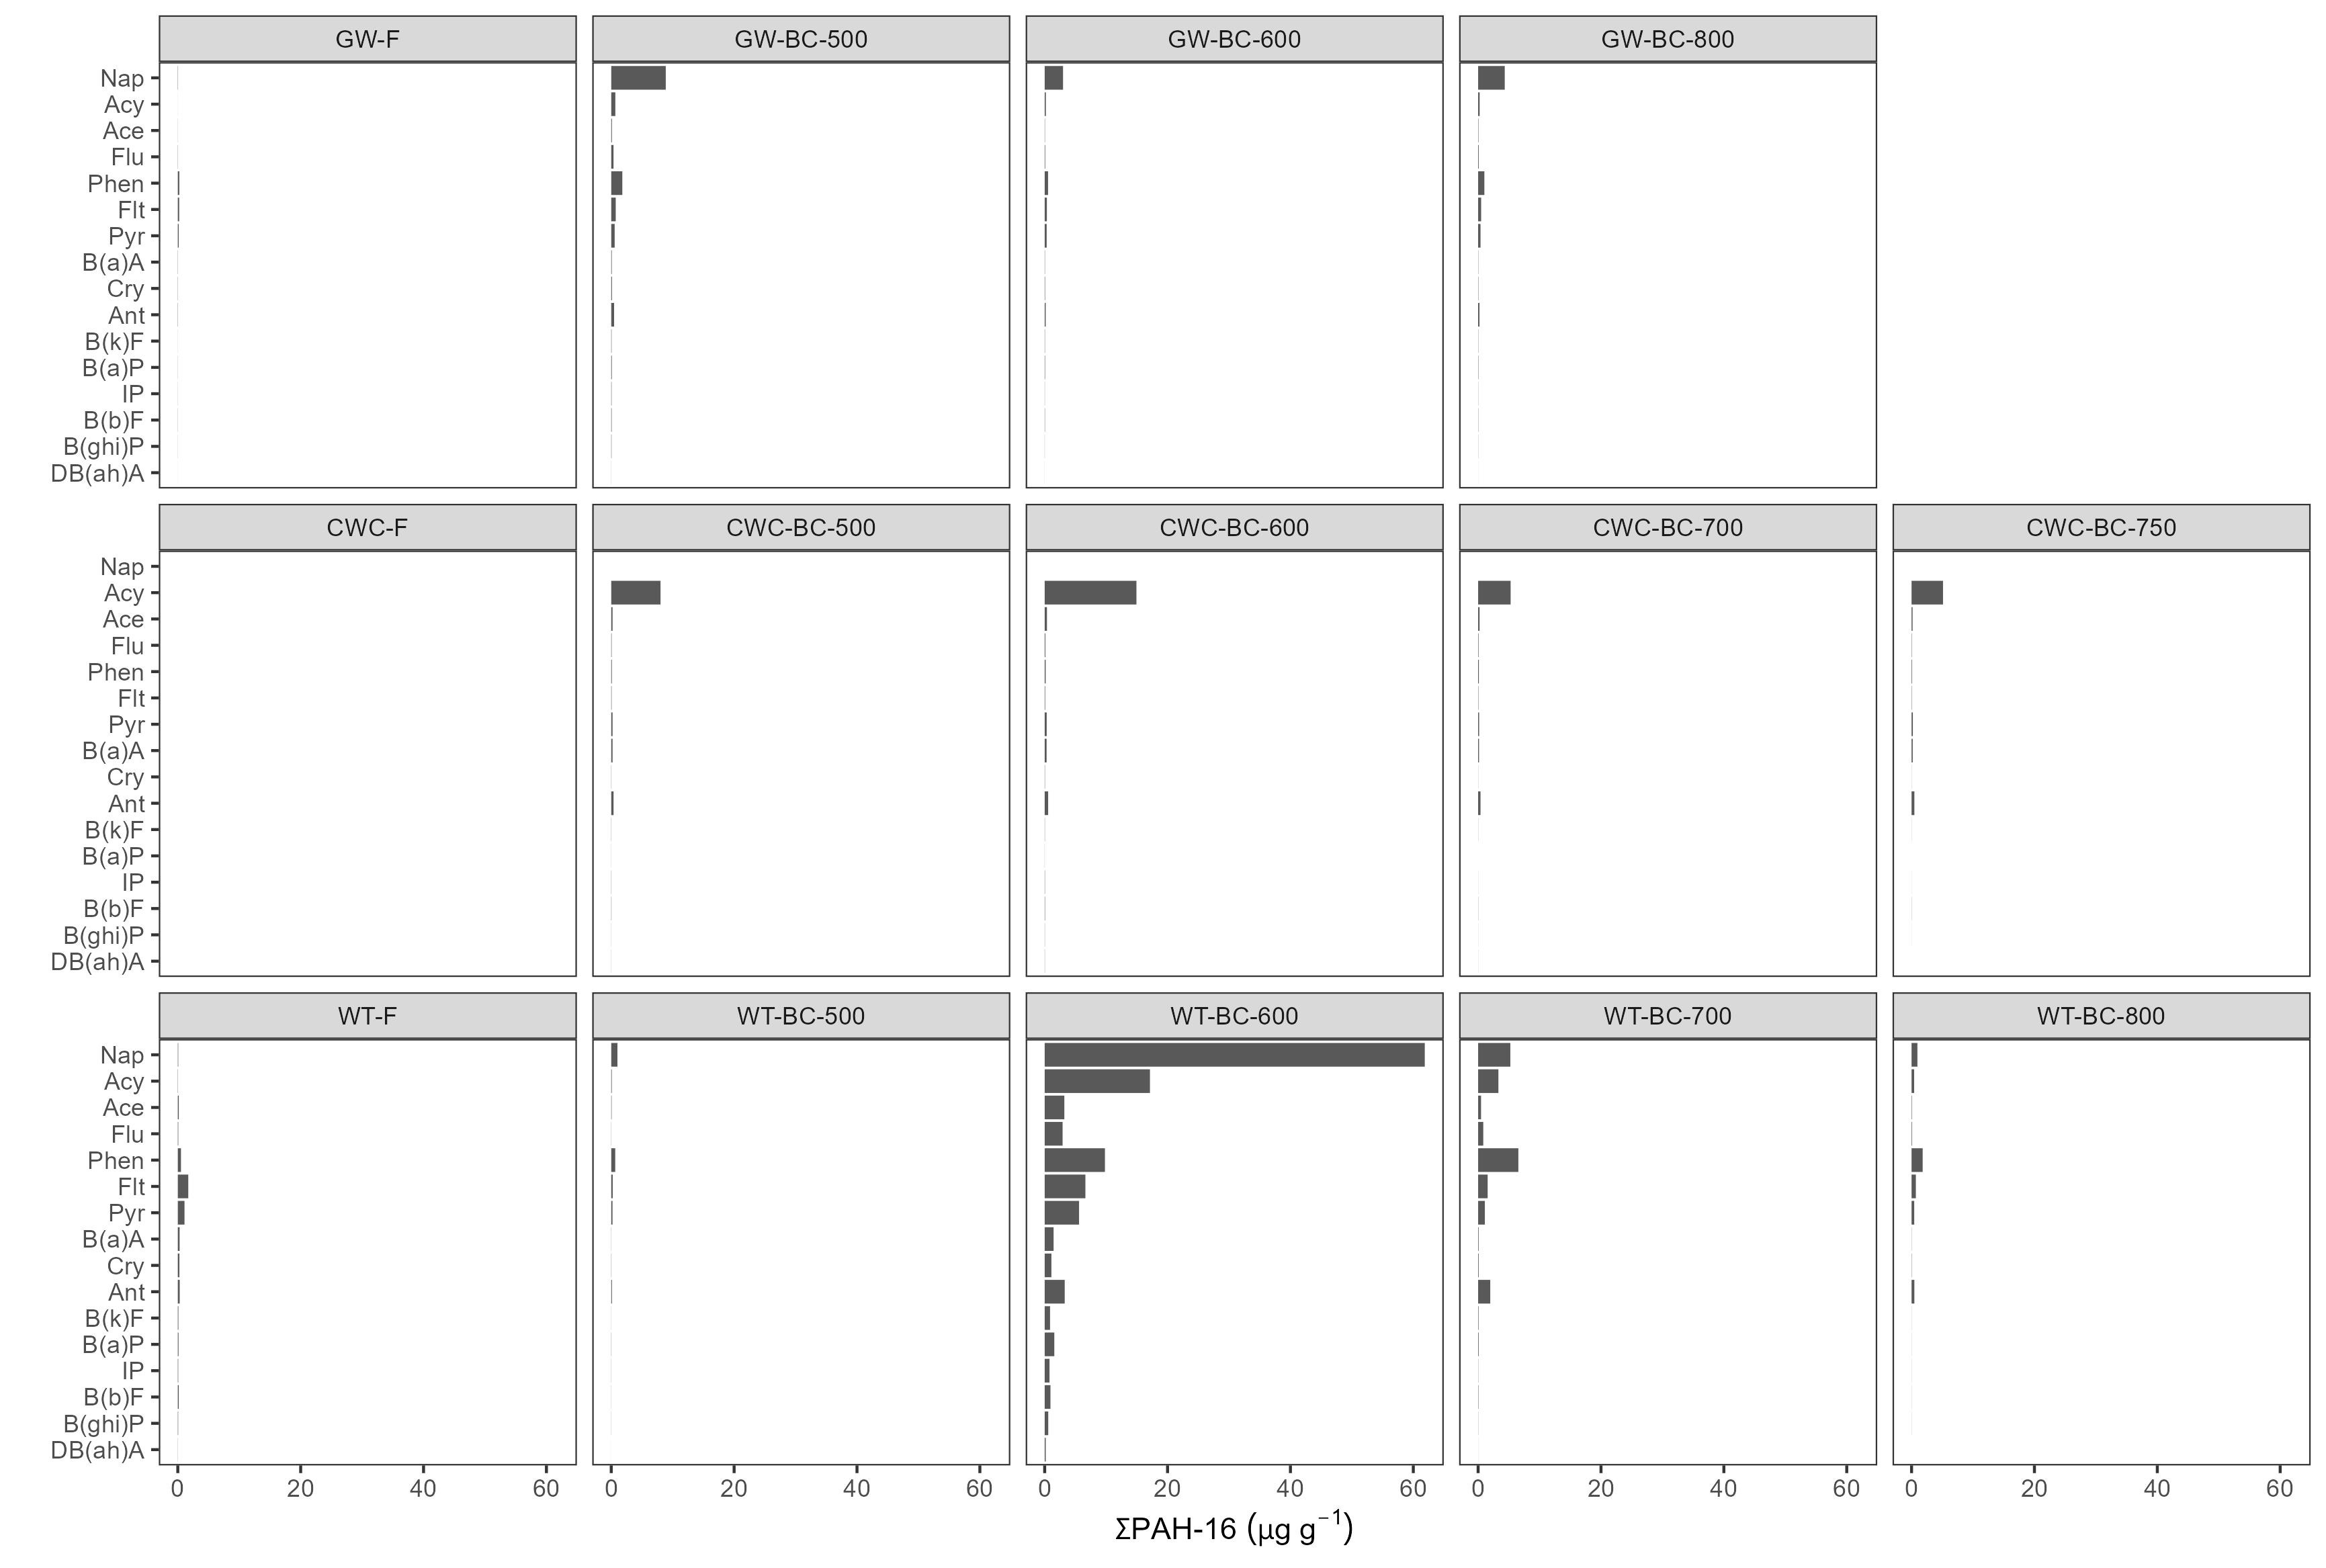 GW-F GW-BC-500 GW-BC-600 GW-BC-800
Nap
Acy
Ace
Flu
Phen
Flt
Pyr
B(a)A
Cry
Ant
B(k)F
B(a)P
IP
B(b)F
B(ghi)P
DB(ah)A
CWC-F CWC-BC-500 CWC-BC-600 CWC-BC-700 CWC-BC-750
Nap
Acy
Ace
Flu
Phen
Flt
Pyr
B(a)A
Cry
Ant
B(k)F
B(a)P
IP
B(b)F
B(ghi)P
DB(ah)A
WT-F WT-BC-500 WT-BC-600 WT-BC-700 WT-BC-800
Nap
Acy
Ace
Flu
Phen
Flt
Pyr
B(a)A
Cry
Ant
B(k)F
B(a)P
IP
B(b)F
B(ghi)P
DB(ah)A
0 20 40 60 0 20 40 60 0 20 40 60 0 20 40 60 0 20 40 60
ΣPAH-16 (μg g⁻¹)